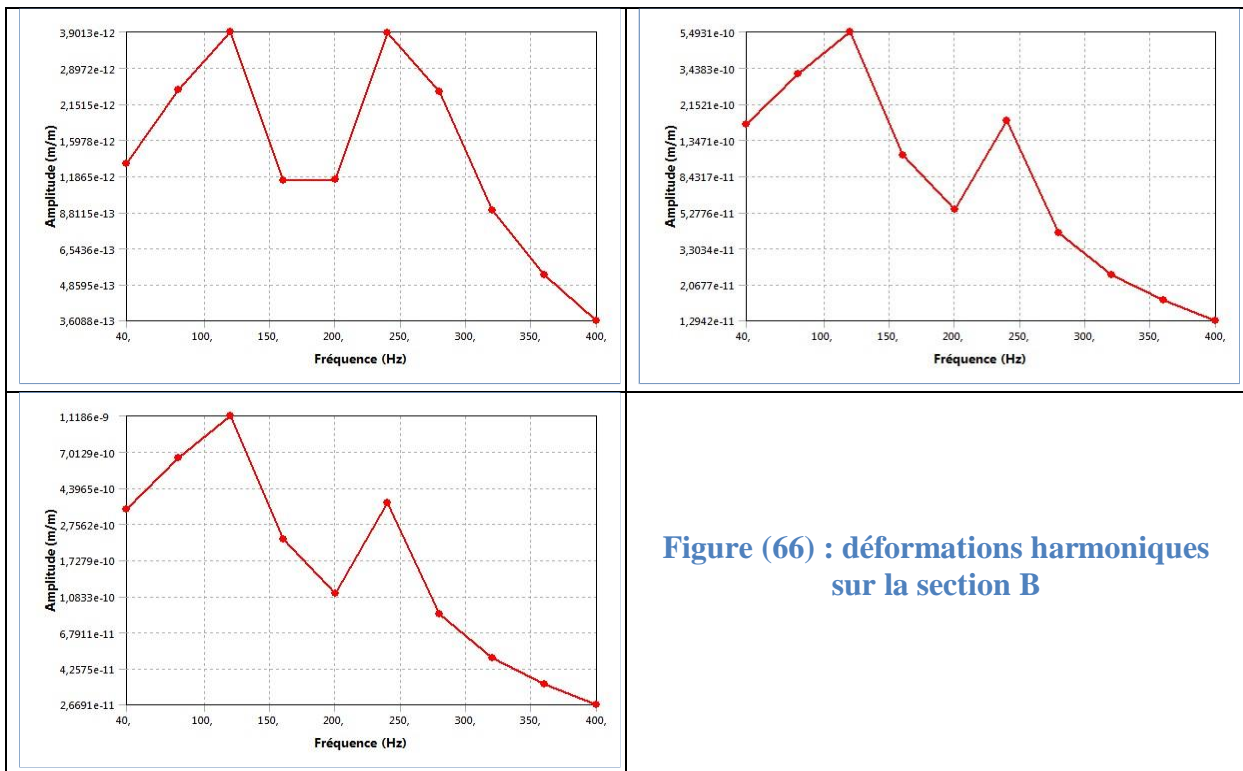 3,9013e-12
2,8972e-12
2,1515e-12
1,5978e-12
1,1865e-12
8,8115e-13
6,5436e-13
4,8595e-13
3,6088e-13
Amplitude (m/m)
40, 100, 150, 200, 250, 300, 350, 400,
Fréquence (Hz)
5,4931e-10
3,4383e-10
2,1521e-10
1,3471e-10
8,4317e-11
5,2776e-11
3,3034e-11
2,0677e-11
1,2942e-11
Amplitude (m/m)
40, 100, 150, 200, 250, 300, 350, 400,
Fréquence (Hz)
1,1186e-9
7,0129e-10
4,3965e-10
2,7562e-10
1,7279e-10
1,0833e-10
6,7911e-11
4,2575e-11
2,6691e-11
Amplitude (m/m)
40, 100, 150, 200, 250, 300, 350, 400,
Fréquence (Hz)
Figure (66) : déformations harmoniques
sur la section B